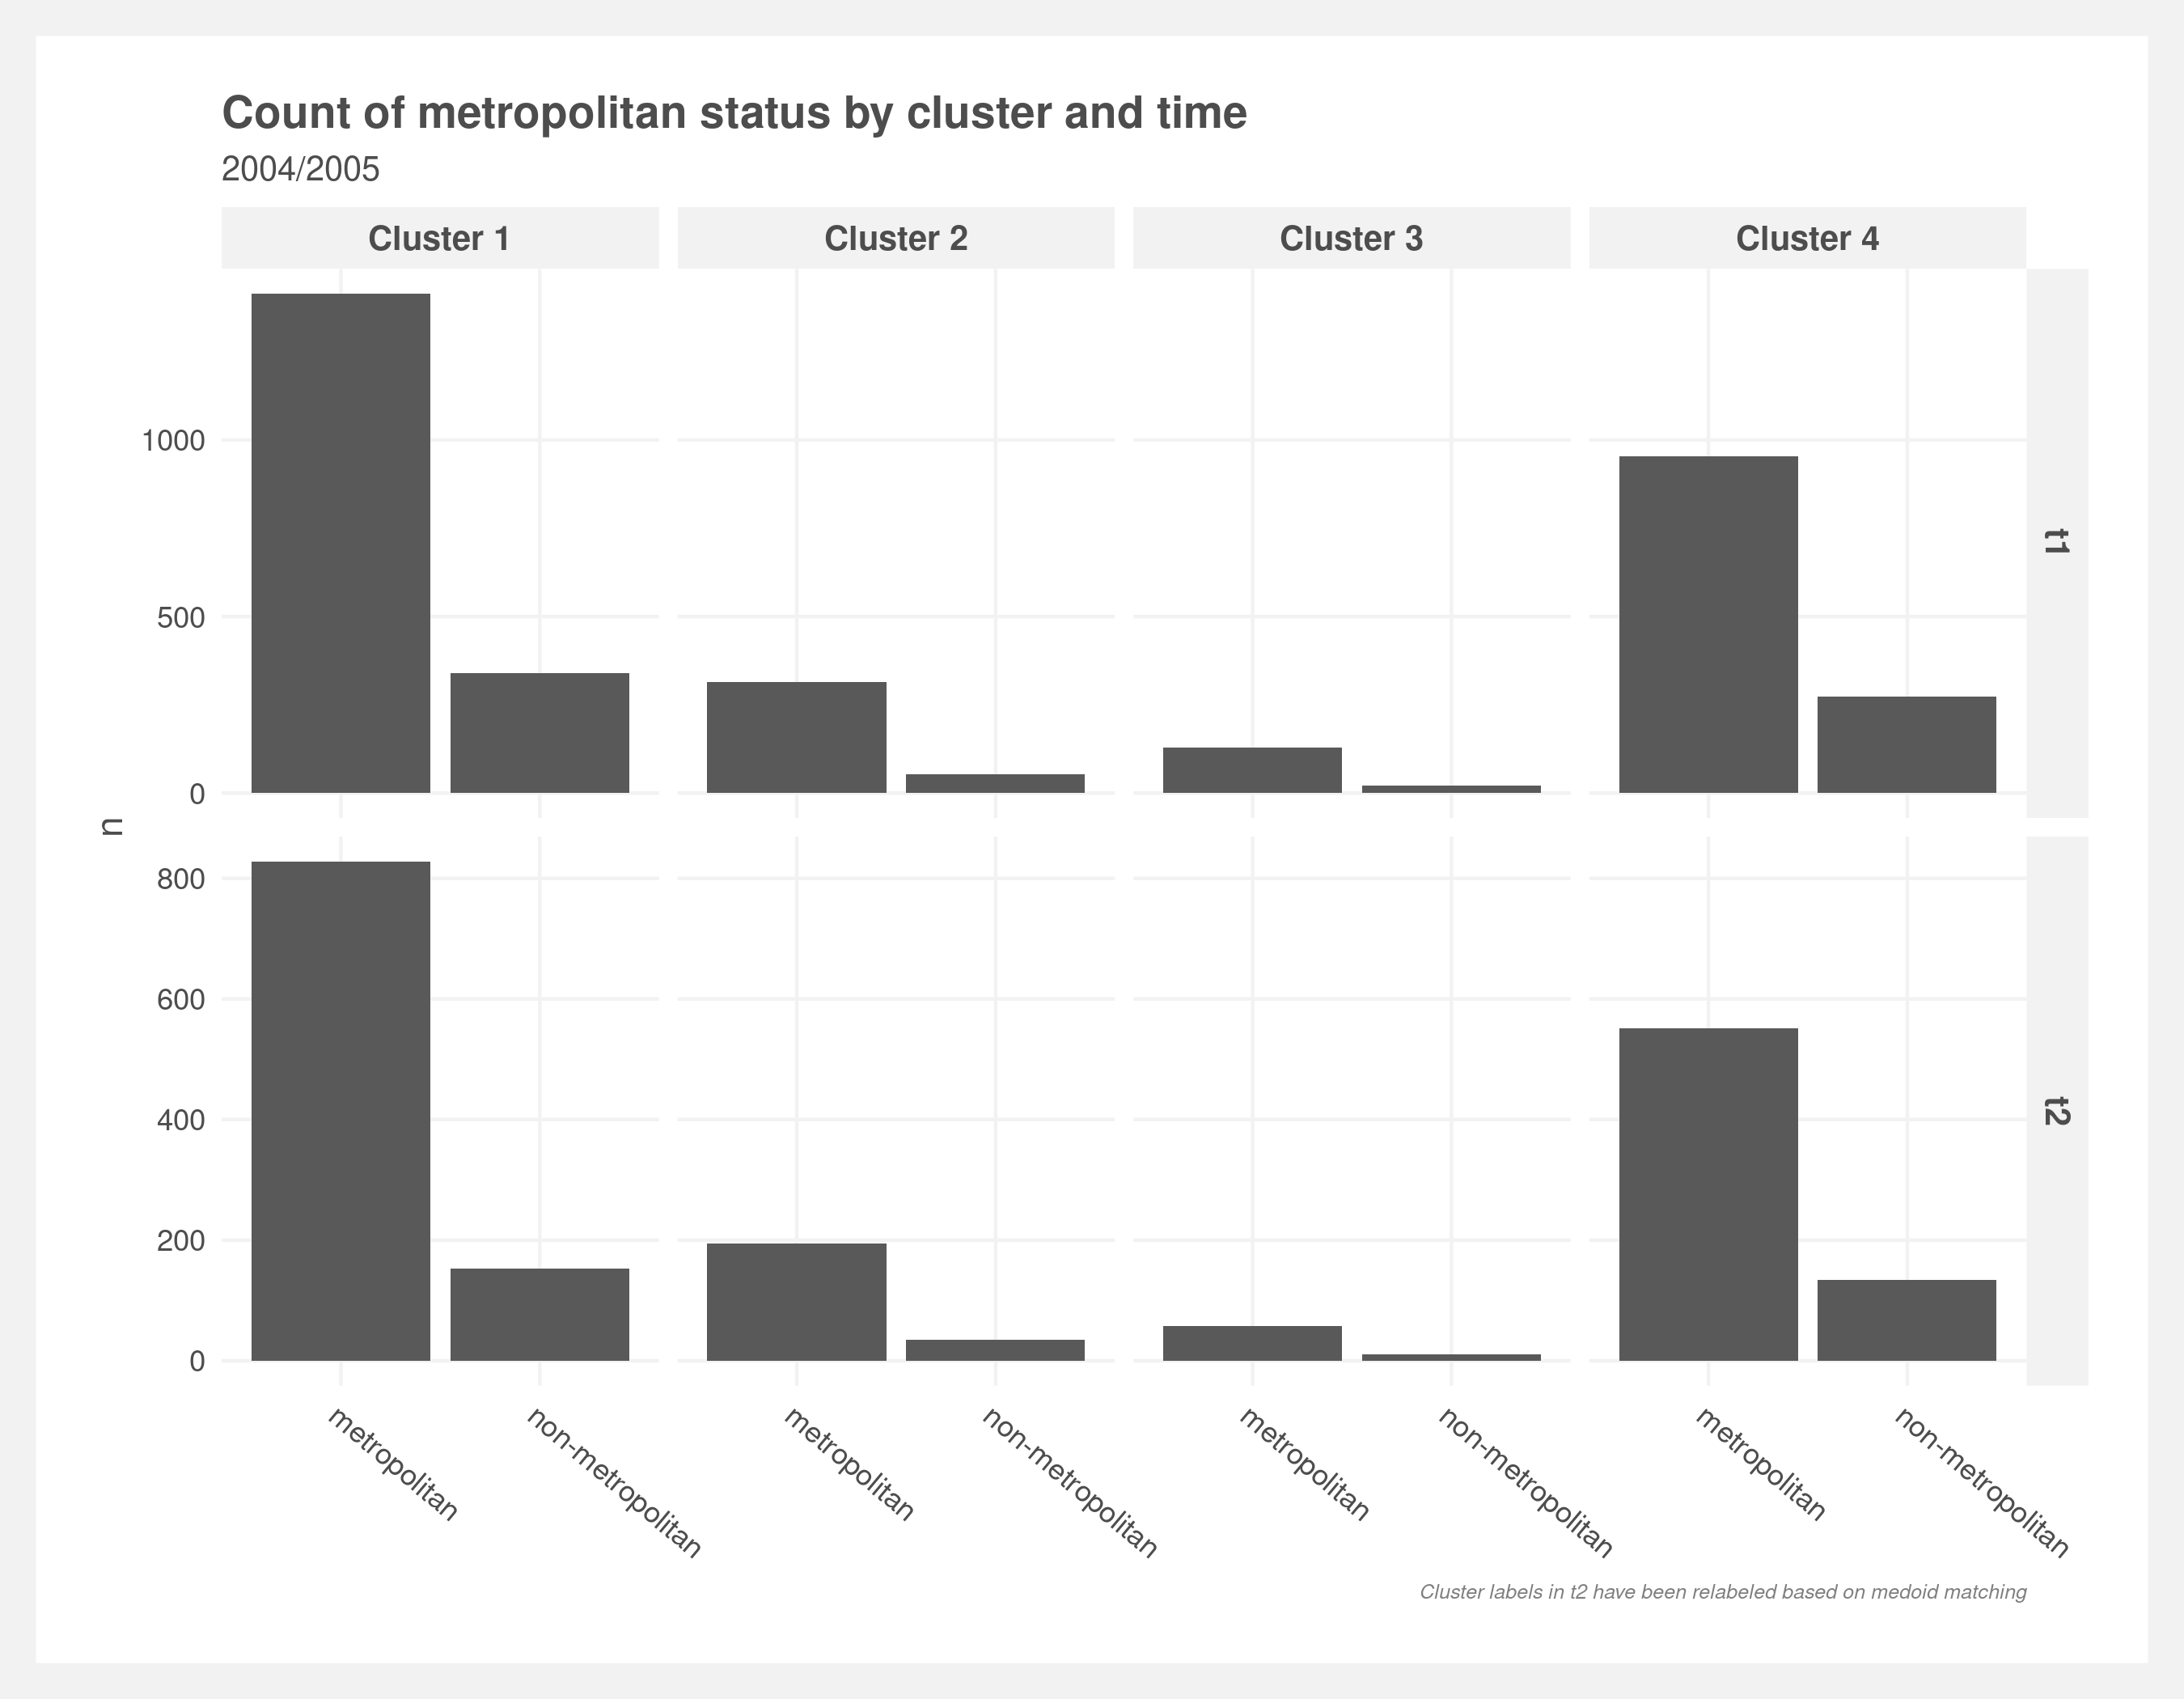 Count of metropolitan status by cluster and time
2004/2005
Cluster 1 Cluster 2 Cluster 3 Cluster 4
1000
500
0
t1
n
800
600
400
200
0
t2
metropolitan non-metropolitan metropolitan non-metropolitan metropolitan non-metropolitan metropolitan non-metropolitan
Cluster labels in t2 have been relabeled based on medoid matching